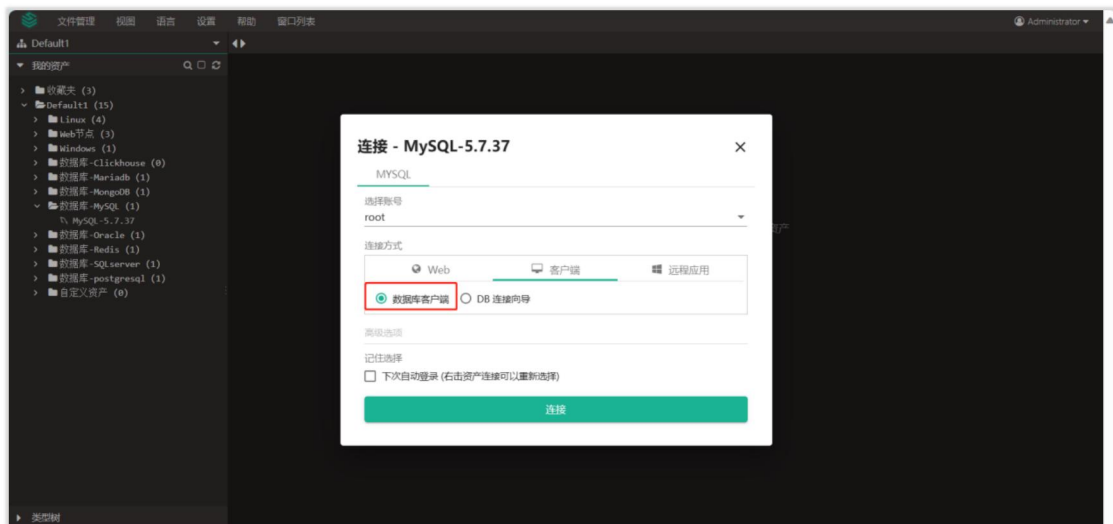 文件管理 视图 语言 设置 帮助 窗口列表 Administrator
Default1
我的资产
收藏夹 (3)
Default1 (15)
Linux (4)
Web节点 (3)
Windows (1)
数据库-Clickhouse (0)
数据库-Mariadb (1)
数据库-MongoDB (1)
数据库-MySQL (1)
MySQL-5.7.37
数据库-Oracle (1)
数据库-Redis (1)
数据库-SQLserver (1)
数据库-postgresql (1)
自定义资产 (0)
类型树
连接 - MySQL-5.7.37
MYSQL
选择账号
root
连接方式
Web 客户端 远程应用
数据库客户端 DB 连接向导
高级选项
记住选择
下次自动登录 (右击资产连接可以重新选择)
连接